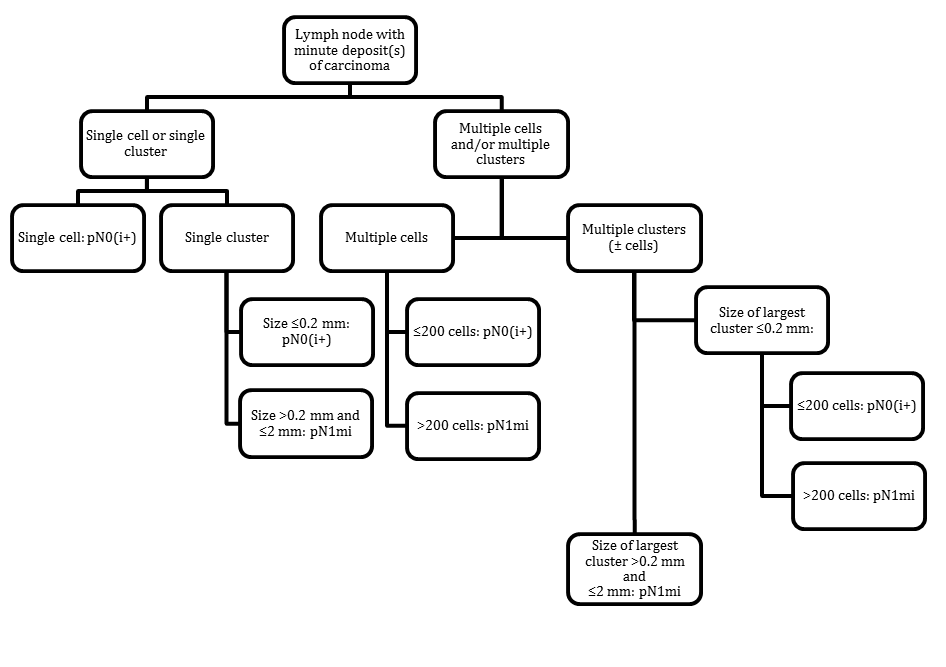 Lymph node with
minute deposit(s)
of carcinoma
Single cell or single
cluster
Multiple cells
and/or multiple
clusters
Single cell: pN0(i+)
Single cluster
Multiple cells
Multiple clusters
(± cells)
Size ≤0.2 mm:
pN0(i+)
≤200 cells: pN0(i+)
Size of largest
cluster ≤0.2 mm:
Size >0.2 mm and
≤2 mm: pN1mi
>200 cells: pN1mi
≤200 cells: pN0(i+)
>200 cells: pN1mi
Size of largest
cluster >0.2 mm
and
≤2 mm: pN1mi